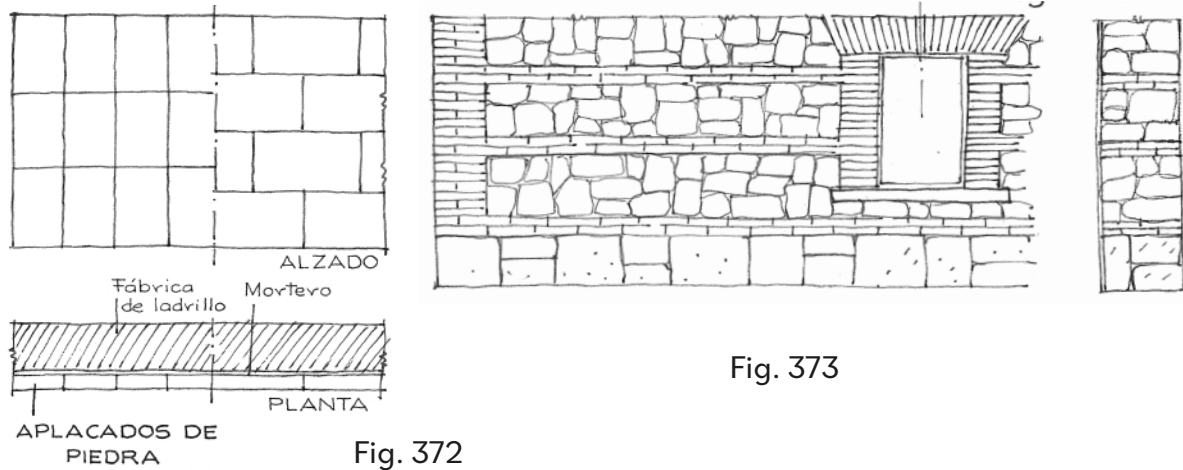 ALZADO
Fábrica
de ladrillo
Mortero
PLANTA
APLACADOS DE
PIEDRA
Fig. 372
Fig. 373